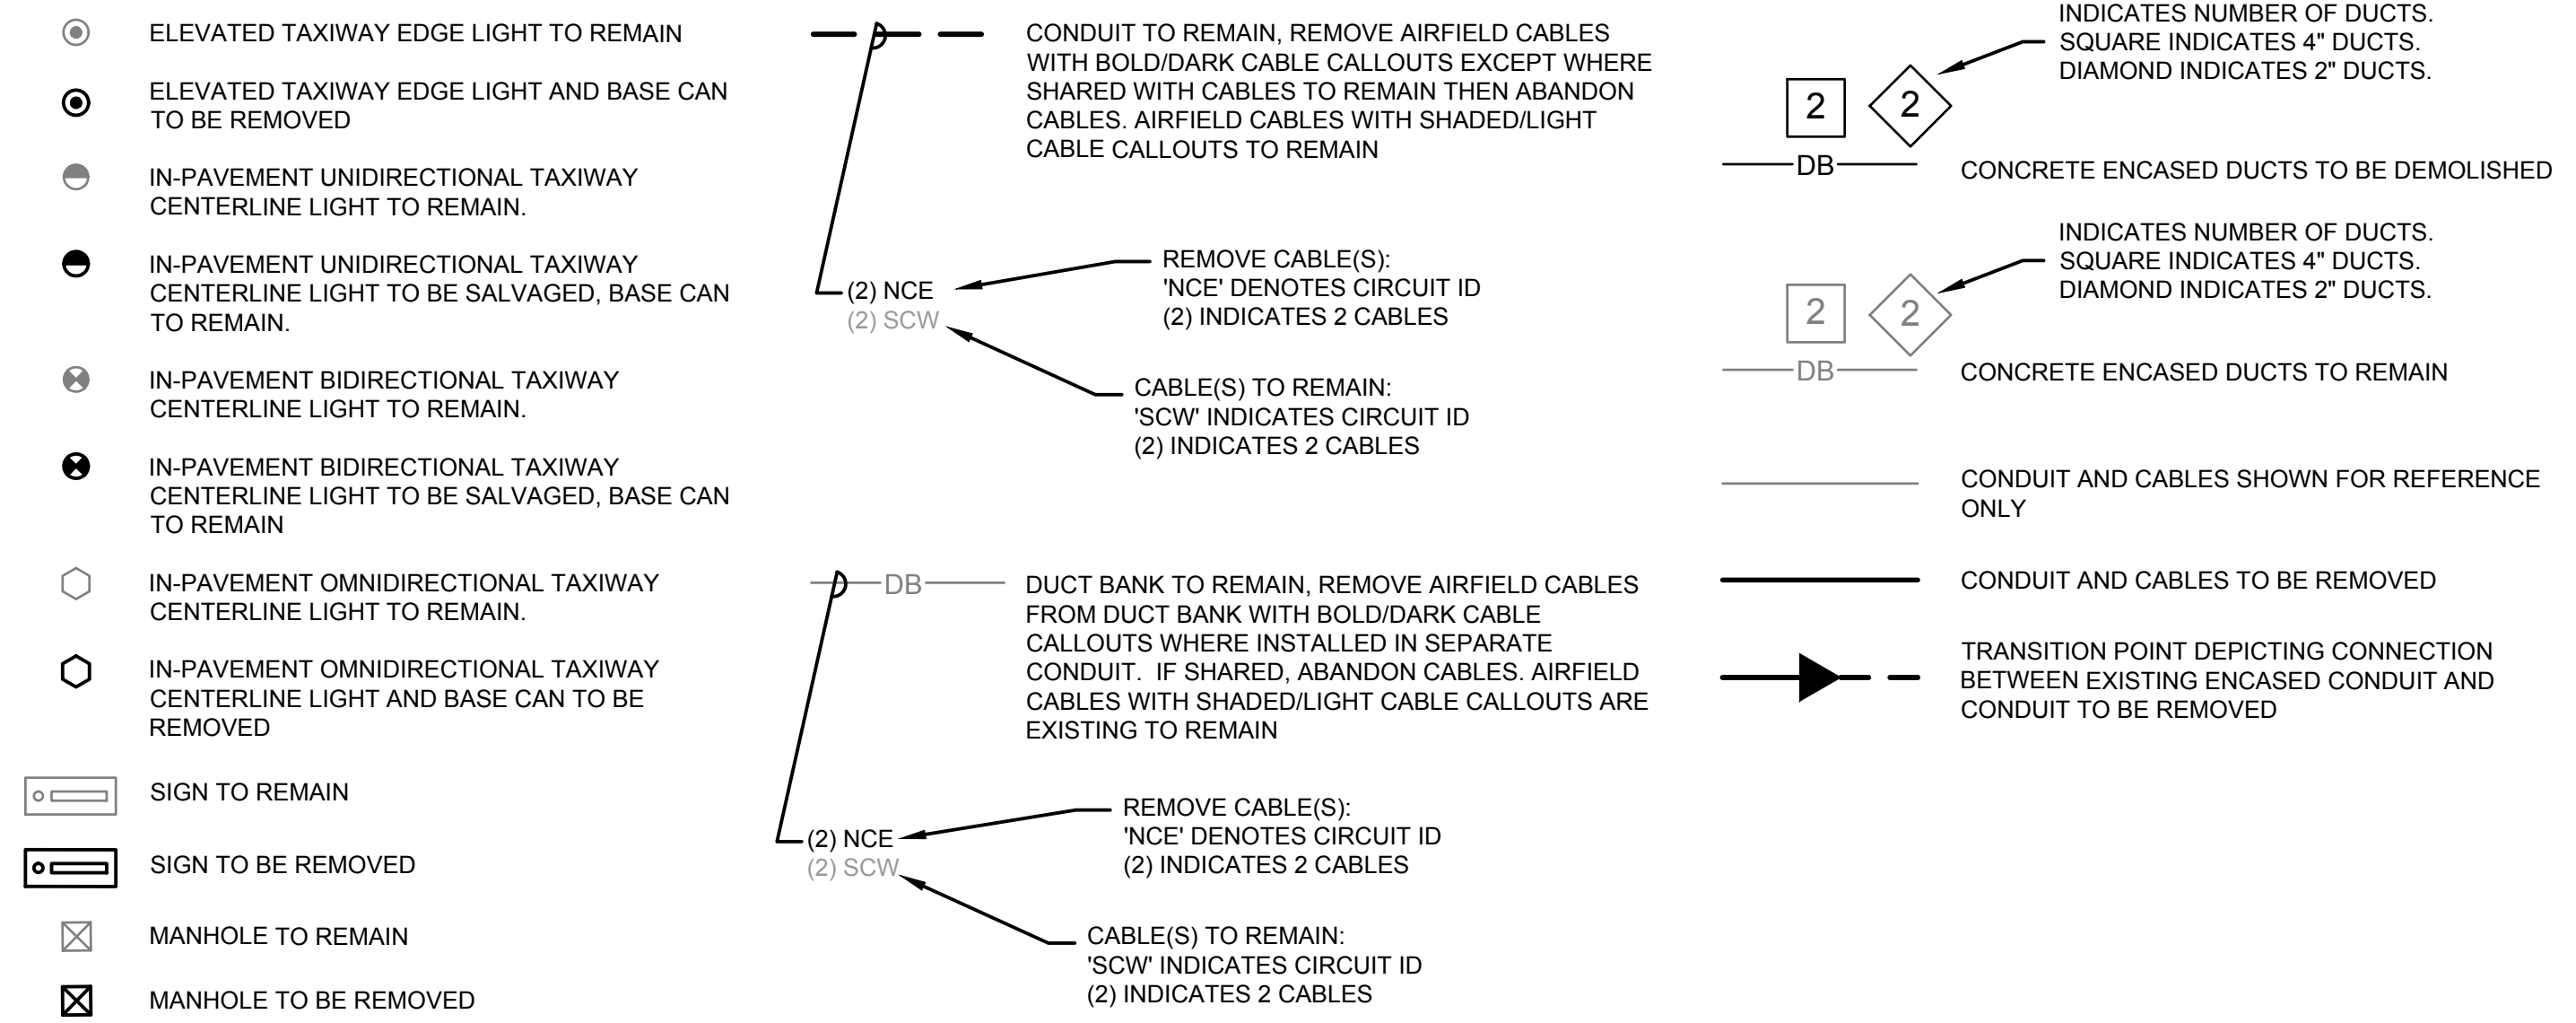 ELEVATED TAXIWAY EDGE LIGHT TO REMAIN
ELEVATED TAXIWAY EDGE LIGHT AND BASE CAN
TO BE REMOVED
IN-PAVEMENT UNIDIRECTIONAL TAXIWAY
CENTERLINE LIGHT TO REMAIN.
IN-PAVEMENT UNIDIRECTIONAL TAXIWAY
CENTERLINE LIGHT TO BE SALVAGED, BASE CAN
TO REMAIN.
IN-PAVEMENT BIDIRECTIONAL TAXIWAY
CENTERLINE LIGHT TO REMAIN.
IN-PAVEMENT BIDIRECTIONAL TAXIWAY
CENTERLINE LIGHT TO BE SALVAGED, BASE CAN
TO REMAIN
IN-PAVEMENT OMNIDIRECTIONAL TAXIWAY
CENTERLINE LIGHT TO REMAIN.
IN-PAVEMENT OMNIDIRECTIONAL TAXIWAY
CENTERLINE LIGHT AND BASE CAN TO BE
REMOVED
SIGN TO REMAIN
SIGN TO BE REMOVED
MANHOLE TO REMAIN
MANHOLE TO BE REMOVED
CONDUIT TO REMAIN, REMOVE AIRFIELD CABLES
WITH BOLD/DARK CABLE CALLOUTS EXCEPT WHERE
SHARED WITH CABLES TO REMAIN THEN ABANDON
CABLES. AIRFIELD CABLES WITH SHADED/LIGHT
CABLE CALLOUTS TO REMAIN
(2) NCE
(2) SCW
REMOVE CABLE(S):
'NCE' DENOTES CIRCUIT ID
(2) INDICATES 2 CABLES
CABLE(S) TO REMAIN:
'SCW' INDICATES CIRCUIT ID
(2) INDICATES 2 CABLES
DB
DUCT BANK TO REMAIN, REMOVE AIRFIELD CABLES
FROM DUCT BANK WITH BOLD/DARK CABLE
CALLOUTS WHERE INSTALLED IN SEPARATE
CONDUIT. IF SHARED, ABANDON CABLES. AIRFIELD
CABLES WITH SHADED/LIGHT CABLE CALLOUTS ARE
EXISTING TO REMAIN
(2) NCE
(2) SCW
REMOVE CABLE(S):
'NCE' DENOTES CIRCUIT ID
(2) INDICATES 2 CABLES
CABLE(S) TO REMAIN:
'SCW' INDICATES CIRCUIT ID
(2) INDICATES 2 CABLES
INDICATES NUMBER OF DUCTS.
SQUARE INDICATES 4" DUCTS.
DIAMOND INDICATES 2" DUCTS.
2 2
DB
CONCRETE ENCASED DUCTS TO BE DEMOLISHED
INDICATES NUMBER OF DUCTS.
SQUARE INDICATES 4" DUCTS.
DIAMOND INDICATES 2" DUCTS.
2 2
DB
CONCRETE ENCASED DUCTS TO REMAIN
CONDUIT AND CABLES SHOWN FOR REFERENCE
ONLY
CONDUIT AND CABLES TO BE REMOVED
TRANSITION POINT DEPICTING CONNECTION
BETWEEN EXISTING ENCASED CONDUIT AND
CONDUIT TO BE REMOVED